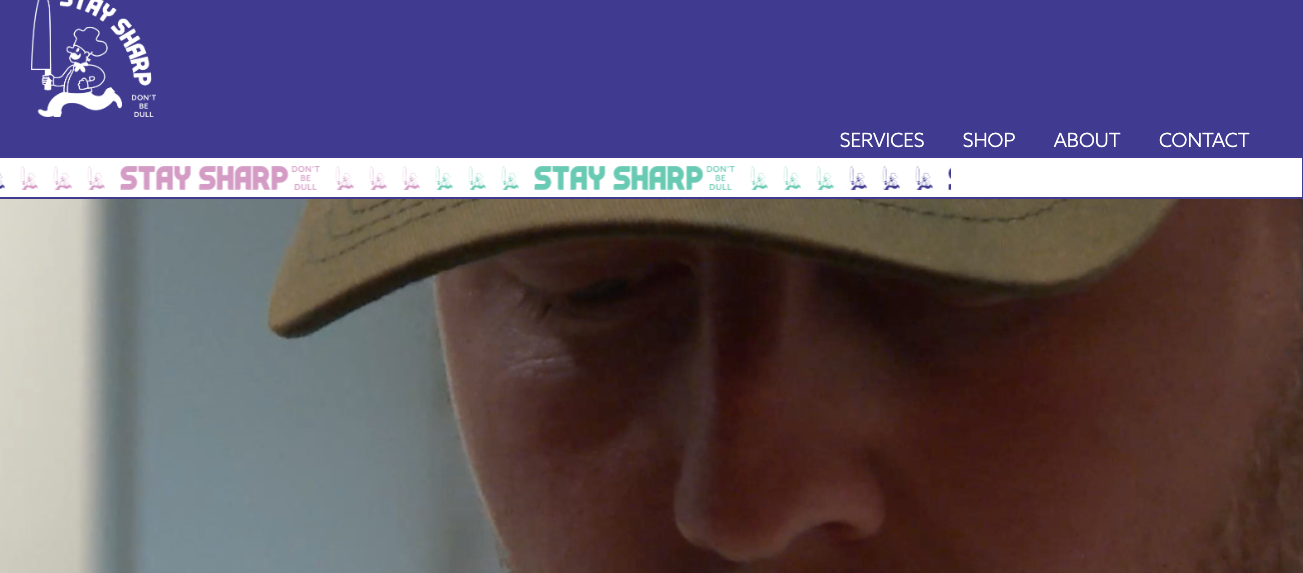 STAY SHARP
DON'T
BE
DULL
SERVICES SHOP ABOUT CONTACT
STAY SHARP DON'T BE DULL STAY SHARP DON'T BE DULL